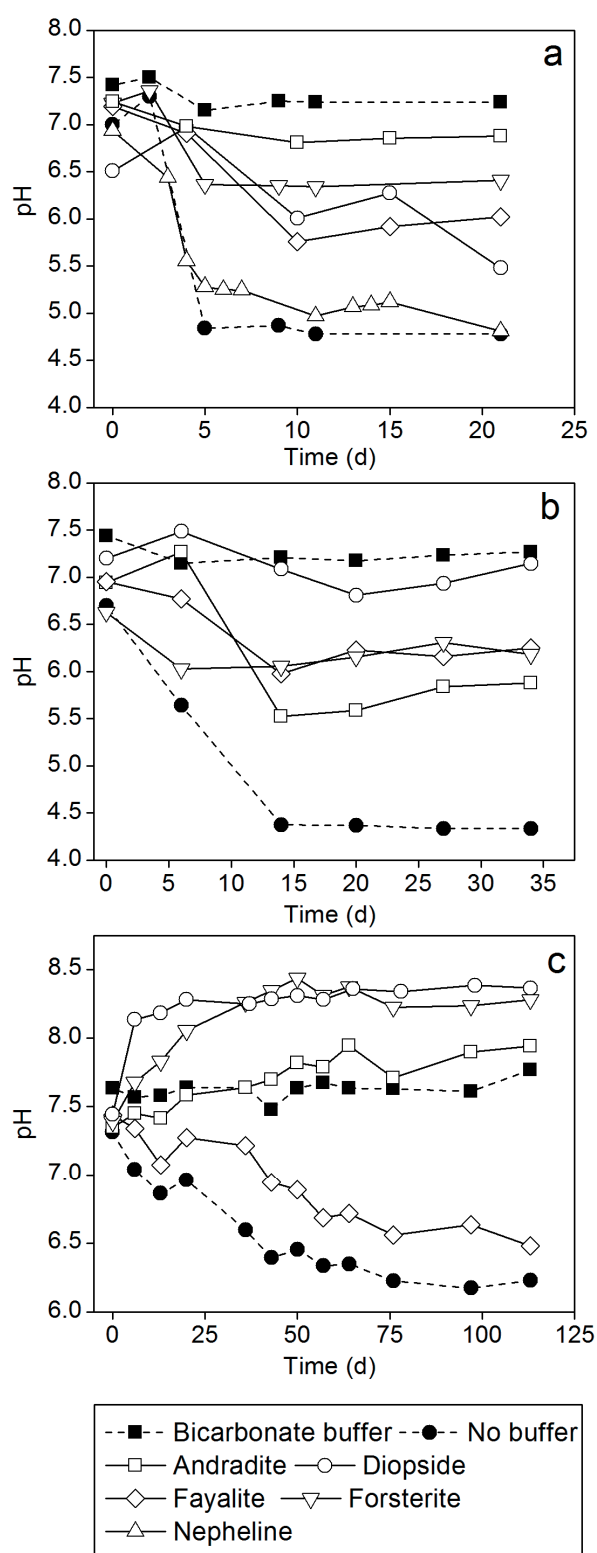 a
8.0
7.5
7.0
6.5
6.0
5.5
5.0
4.5
4.0
pH
0 5 10 15 20 25
Time (d)
b
8.0
7.5
7.0
6.5
6.0
5.5
5.0
4.5
4.0
pH
0 5 10 15 20 25 30 35
Time (d)
c
8.5
8.0
7.5
7.0
6.5
6.0
pH
0 25 50 75 100 125
Time (d)
Bicarbonate buffer No buffer
Andradite Diopside
Fayalite Forsterite
Nepheline